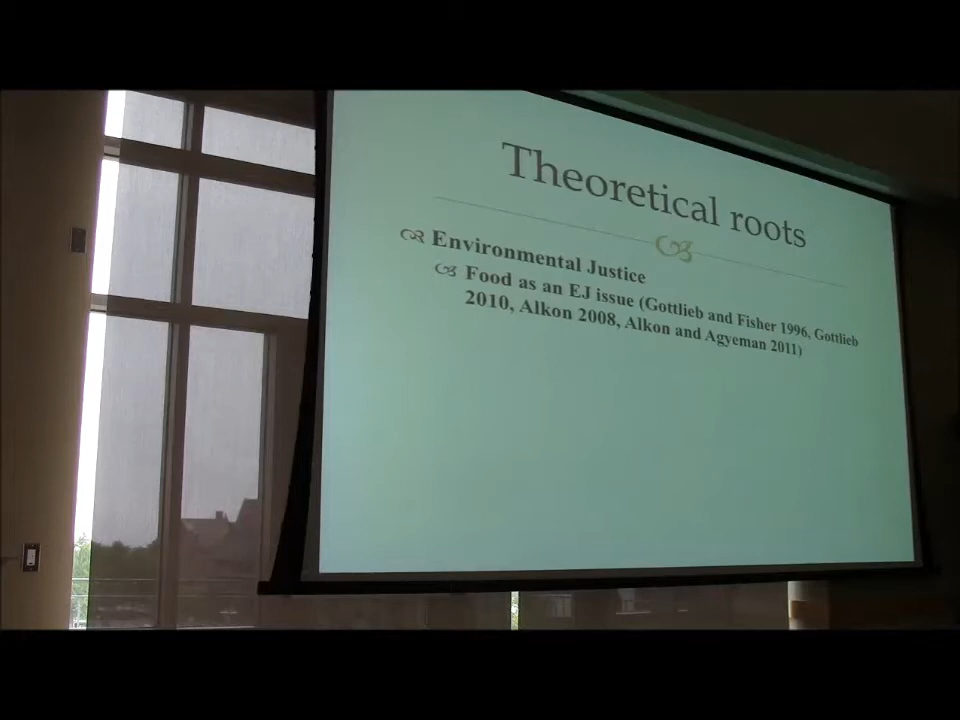 Theoretical roots
Environmental Justice
Food as an EJ issue (Gottlieb and Fisher 1996, Gottlieb
2010, Alkon 2008, Alkon and Agyeman 2011)